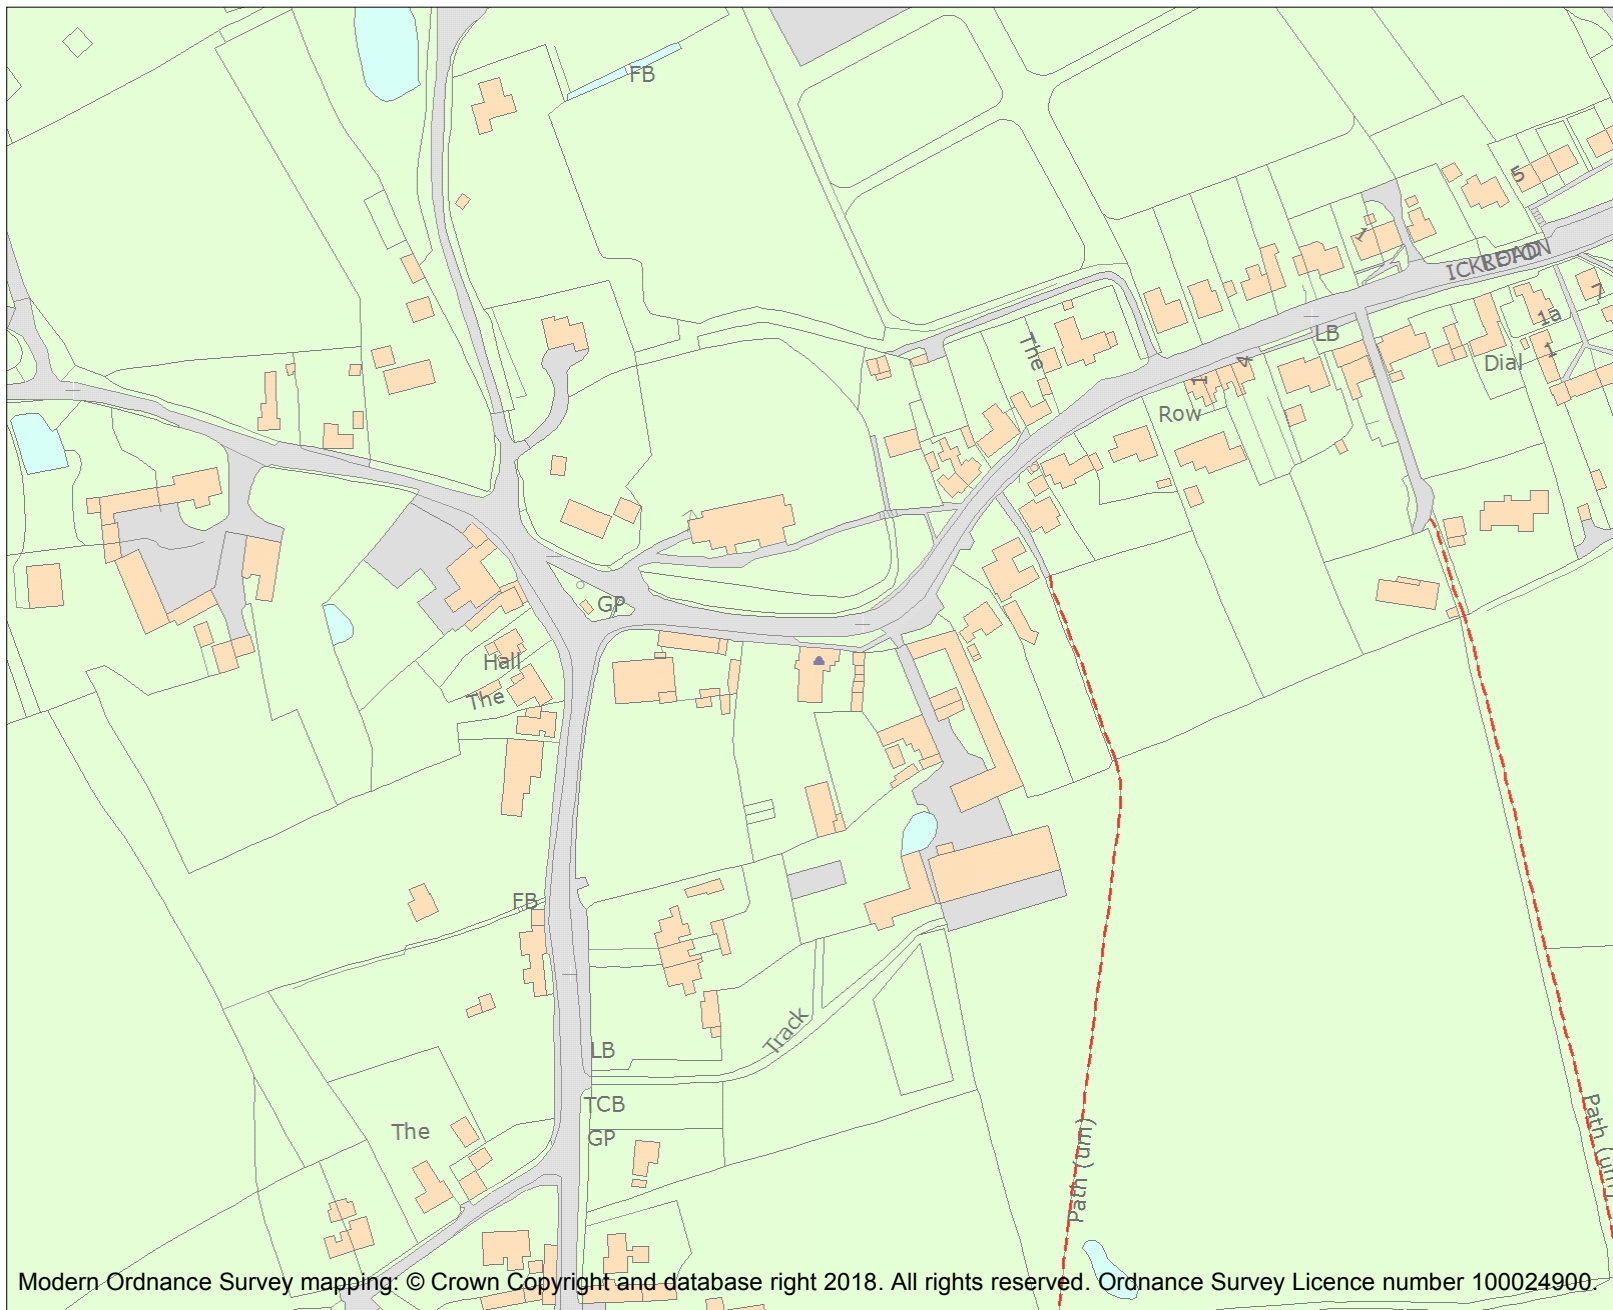 FB
5
1
ICKLETON
ROAD
7
1a
LB
The
4
1
1
Dial
Row
GP
Hall
The
FB
Track
LB
TCB
The
GP
Path (um)
Path (um)
Modern Ordnance Survey mapping: © Crown Copyright and database right 2018. All rights reserved. Ordnance Survey Licence number 100024900.